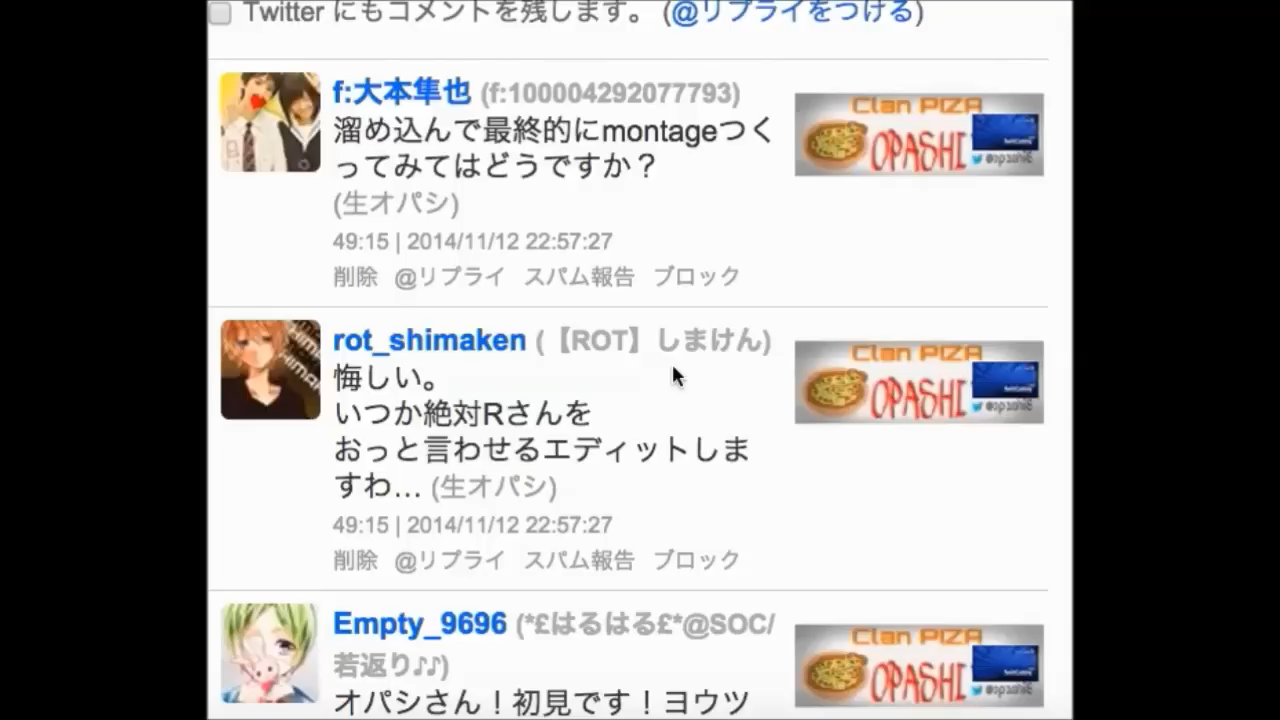 Twitter にもコメントを残します。 (@リプライをつける)
f:大本隼也 (f:100004292077793)
溜め込んで最終的にmontageつく
ってみてはどうですか？
(生オパシ)
49:15 | 2014/11/12 22:57:27
削除 @リプライ スパム報告 ブロック
Clan PIZA
OPASHI
rot_shimaken (【ROT】しまけん)
悔しい。
いつか絶対Rさんを
おっと言わせるエディットしま
すわ... (生オパシ)
49:15 | 2014/11/12 22:57:27
削除 @リプライ スパム報告 ブロック
Clan PIZA
OPASHI
Empty_9696 (*£はるはる£*@SOC/
若返り♪♪)
オパシさん！初見です！ヨウツ
Clan PIZA
OPASHI